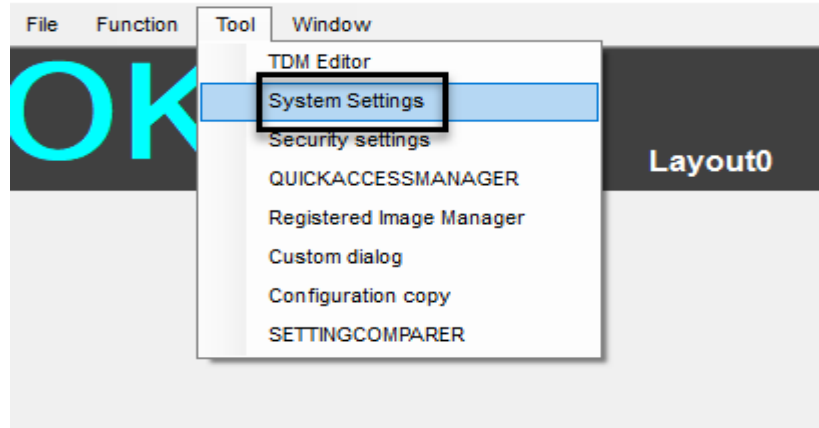 File Function Tool Window
TDM Editor
OK
System Settings
Security settings
Layout0
QUICKACCESSMANAGER
Registered Image Manager
Custom dialog
Configuration copy
SETTINGCOMPARER